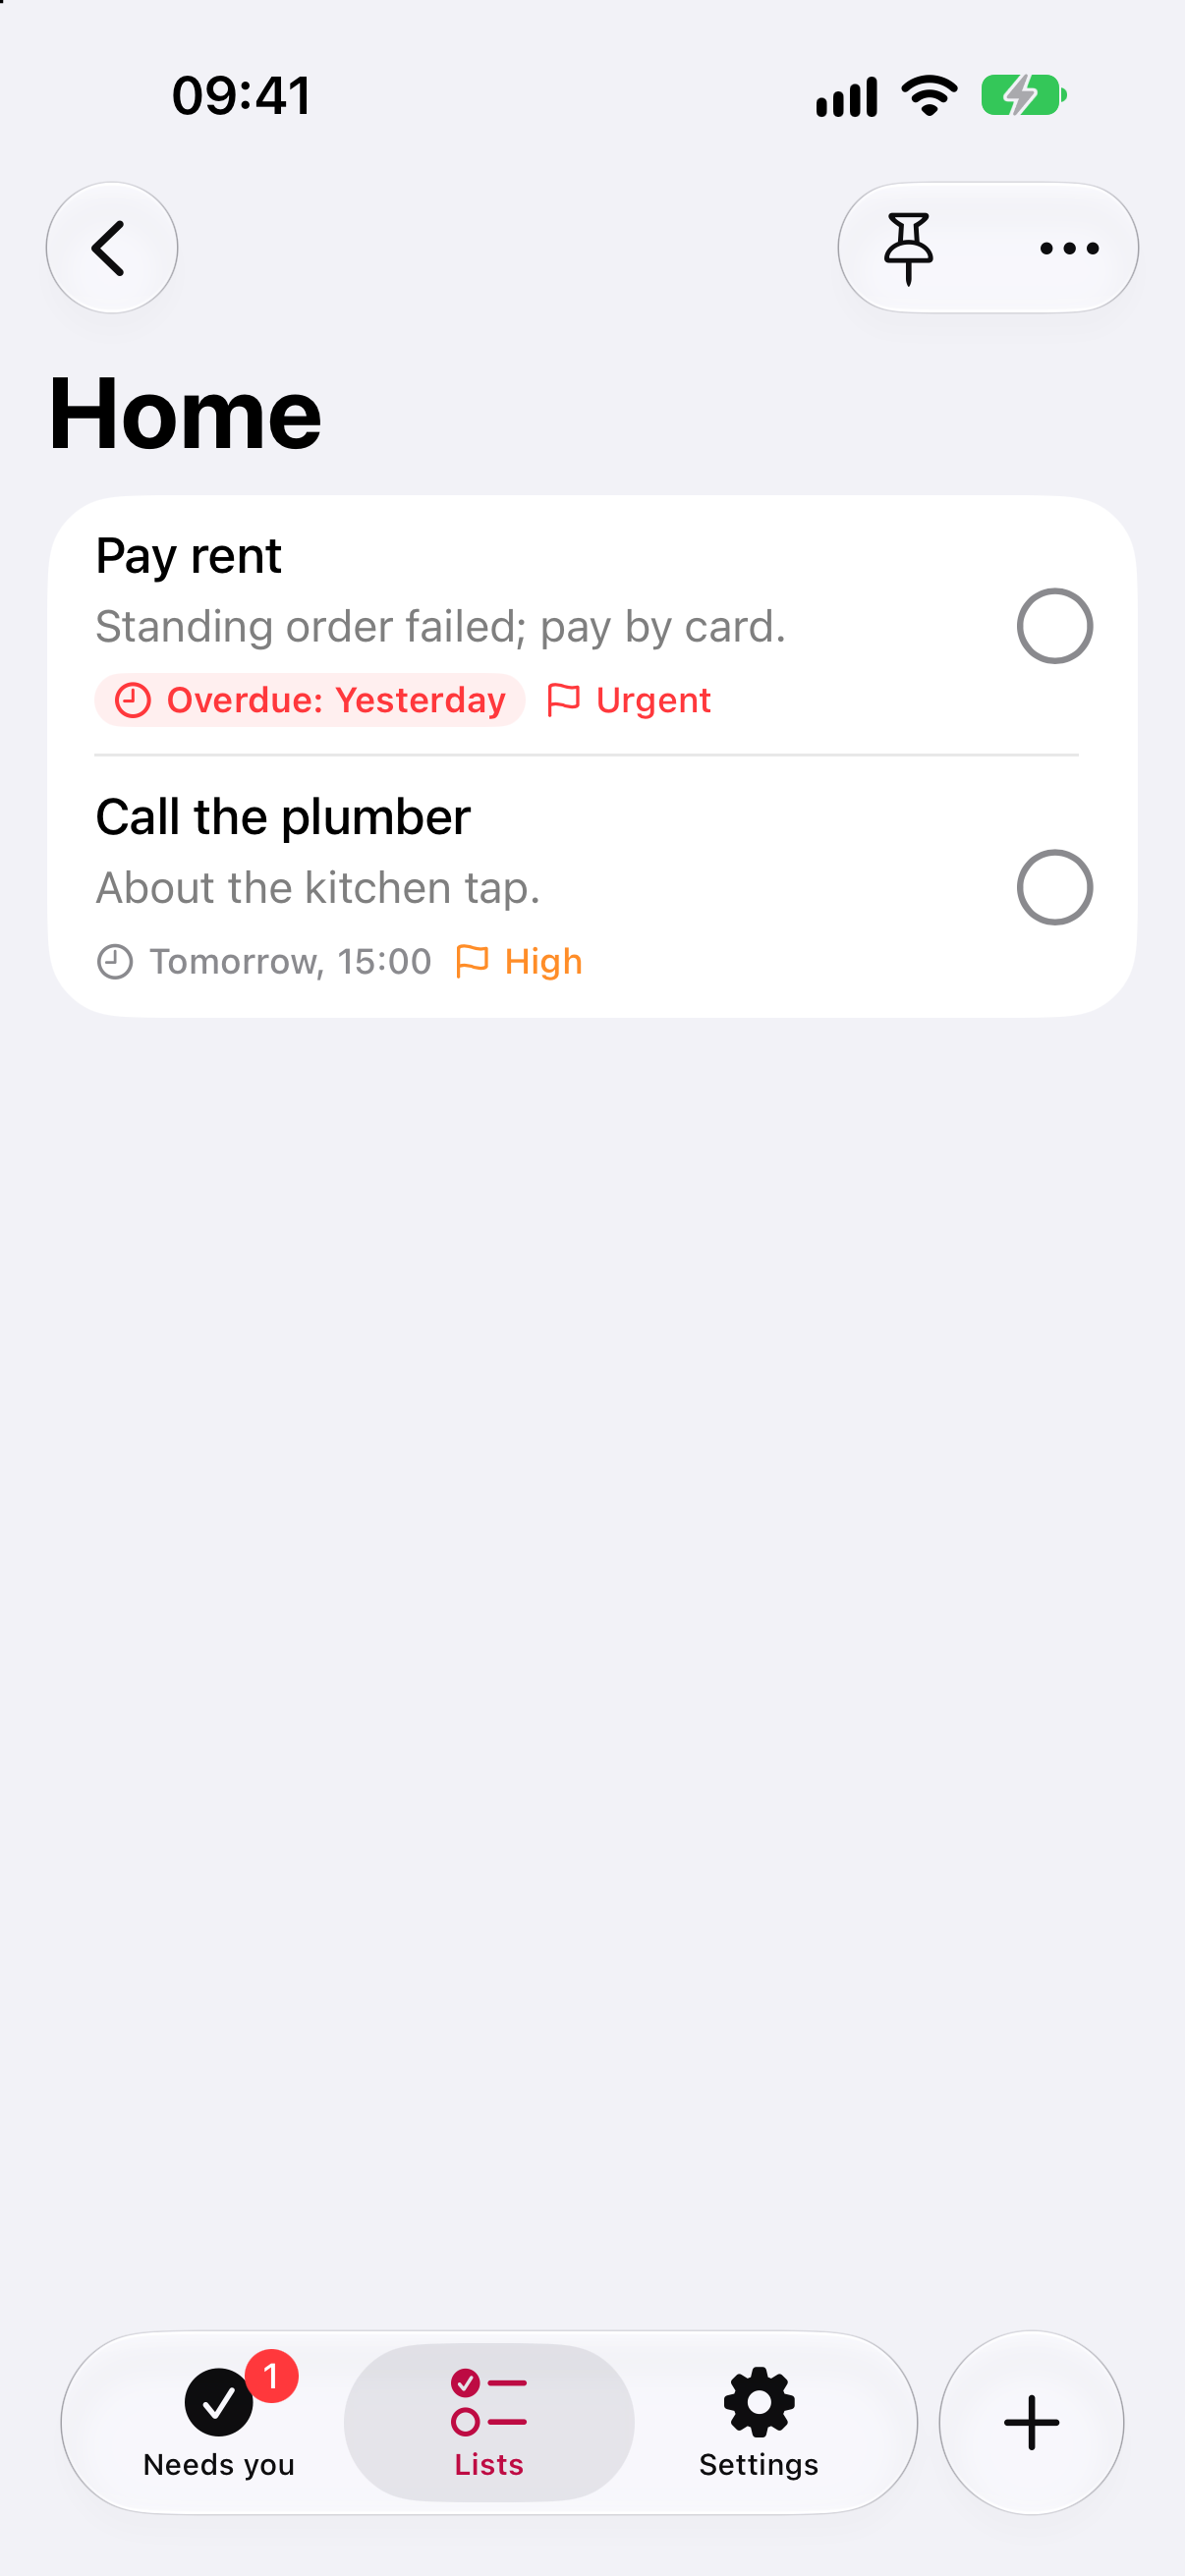 09:41
Home
Pay rent
Standing order failed; pay by card.
Overdue: Yesterday Urgent
Call the plumber
About the kitchen tap.
Tomorrow, 15:00 High
1
Needs you Lists Settings